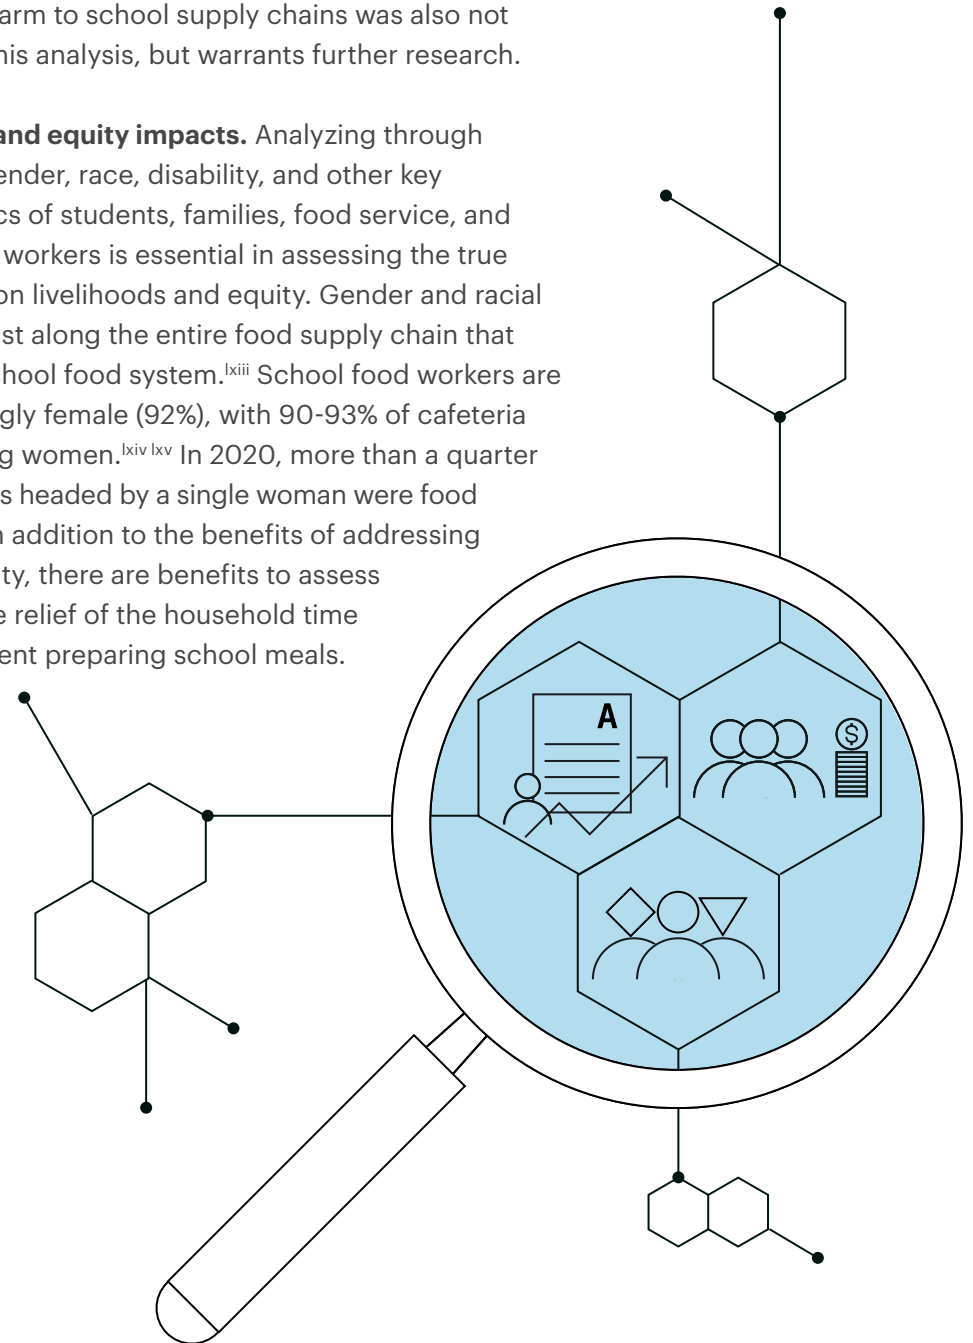 arm to school supply chains was also not
his analysis, but warrants further research.
and equity impacts. Analyzing through
ender, race, disability, and other key
cs of students, families, food service, and
workers is essential in assessing the true
on livelihoods and equity. Gender and racial
st along the entire food supply chain that
chool food system.lxiii School food workers are
gly female (92%), with 90-93% of cafeteria
g women.lxiv lxv In 2020, more than a quarter
s headed by a single woman were food
n addition to the benefits of addressing
ty, there are benefits to assess
e relief of the household time
ent preparing school meals.
A
$